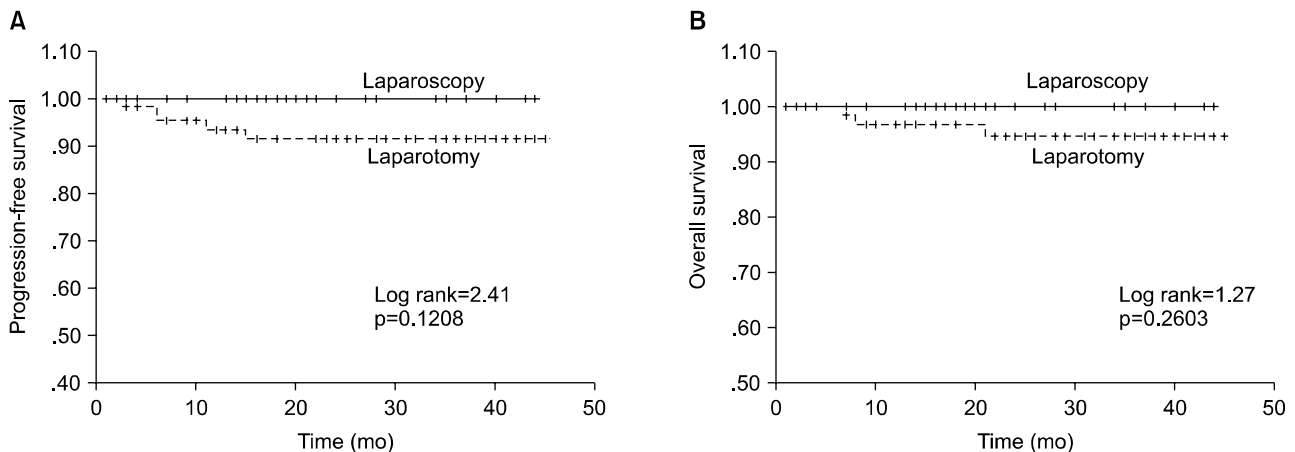 A
Progression-free survival
1.10
1.00
.90
.80
.70
.60
.50
.40
Laparoscopy
Laparotomy
Log rank=2.41
p=0.1208
0 10 20 30 40 50
Time (mo)
B
Overall survival
1.10
1.00
.90
.80
.70
.60
.50
Laparoscopy
Laparotomy
Log rank=1.27
p=0.2603
0 10 20 30 40 50
Time (mo)